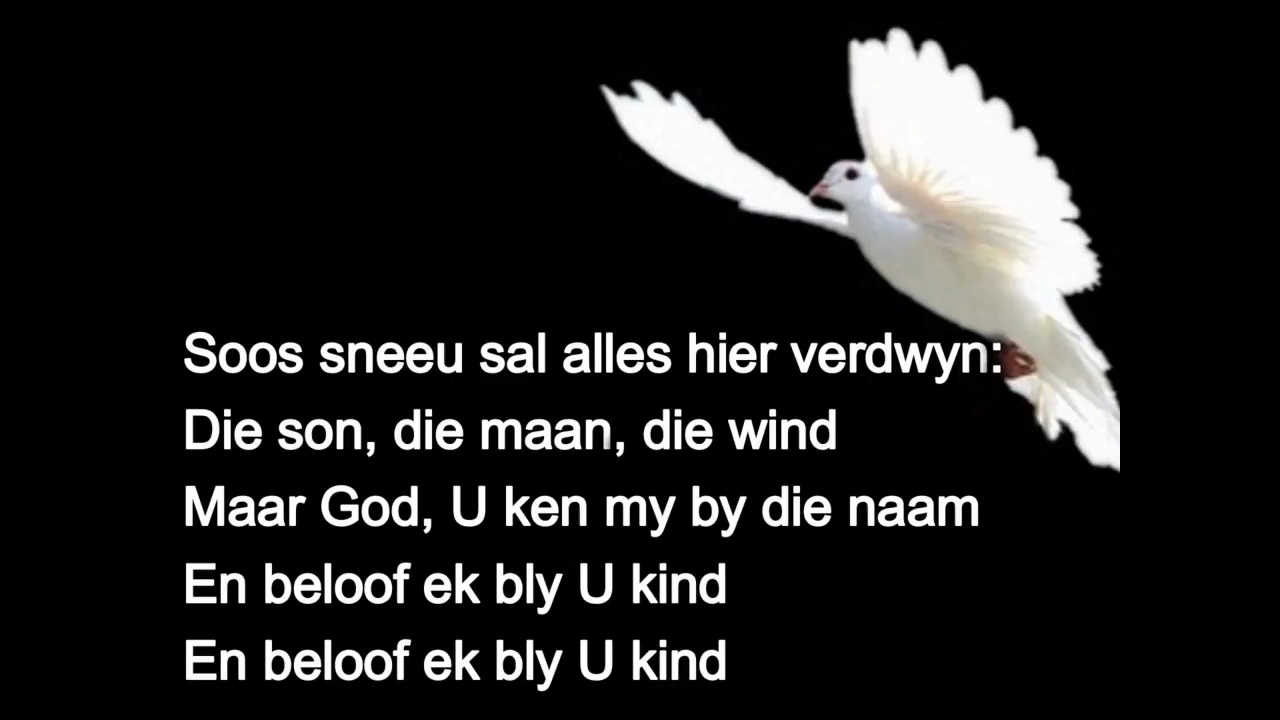 Soos sneeu sal alles hier verdwyn:
Die son, die maan, die wind
Maar God, U ken my by die naam
En beloof ek bly U kind
En beloof ek bly U kind